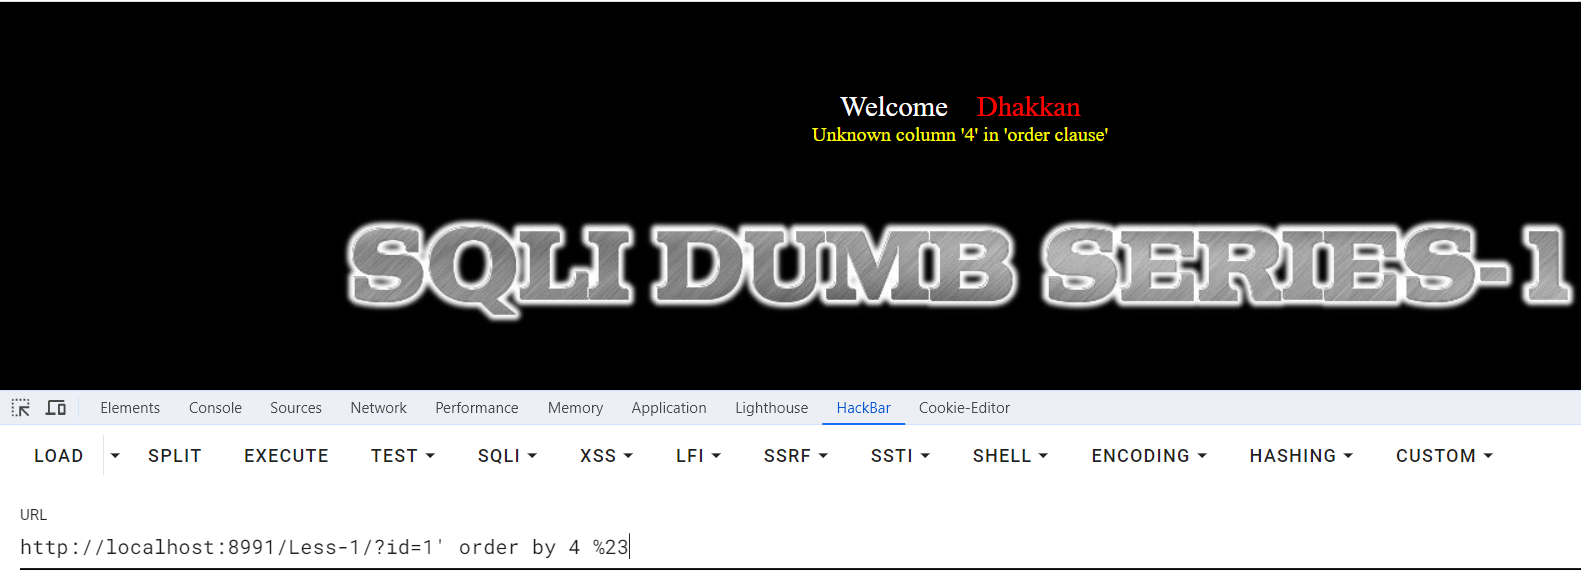 Welcome Dhakkan
Unknown column '4' in 'order clause'
SQLI DUMB SERIES-1
Elements Console Sources Network Performance Memory Application Lighthouse HackBar Cookie-Editor
LOAD SPLIT EXECUTE TEST SQLI XSS LFI SSRF SSTI SHELL ENCODING HASHING CUSTOM
URL
http://localhost:8991/Less-1/?id=1' order by 4 %23